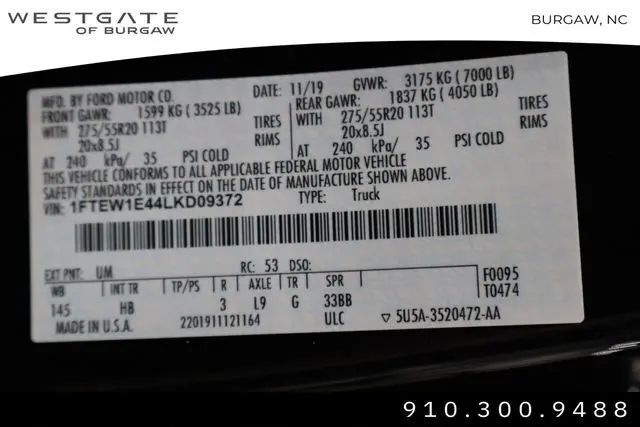 WESTGATE
OF BURGAW
BURGAW, NC
MFD. BY FORD MOTOR CO.
DATE: 11/19
GVWR: 3175 KG ( 7000 LB)
FRONT GAWR: 1599 KG ( 3525 LB)
REAR GAWR: 1837 KG ( 4050 LB)
WITH 275/55R20 113T TIRES
WITH 275/55R20 113T TIRES
20x8.5J RIMS
20x8.5J RIMS
AT 240 kPa/ 35 PSI COLD
AT 240 kPa/ 35 PSI COLD
THIS VEHICLE CONFORMS TO ALL APPLICABLE FEDERAL MOTOR VEHICLE
SAFETY STANDARDS IN EFFECT ON THE DATE OF MANUFACTURE SHOWN ABOVE.
VIN: 1FTEW1E44LKD09372
TYPE: Truck
EXT PNT: UM RC: 53 DSO:
WB INT TR TP/PS R AXLE TR SPR
145 HB 3 L9 G 33BB
F0095
T0474
MADE IN U.S.A. 2201911121164 ULC ▽ 5U5A-3520472-AA
910.300.9488